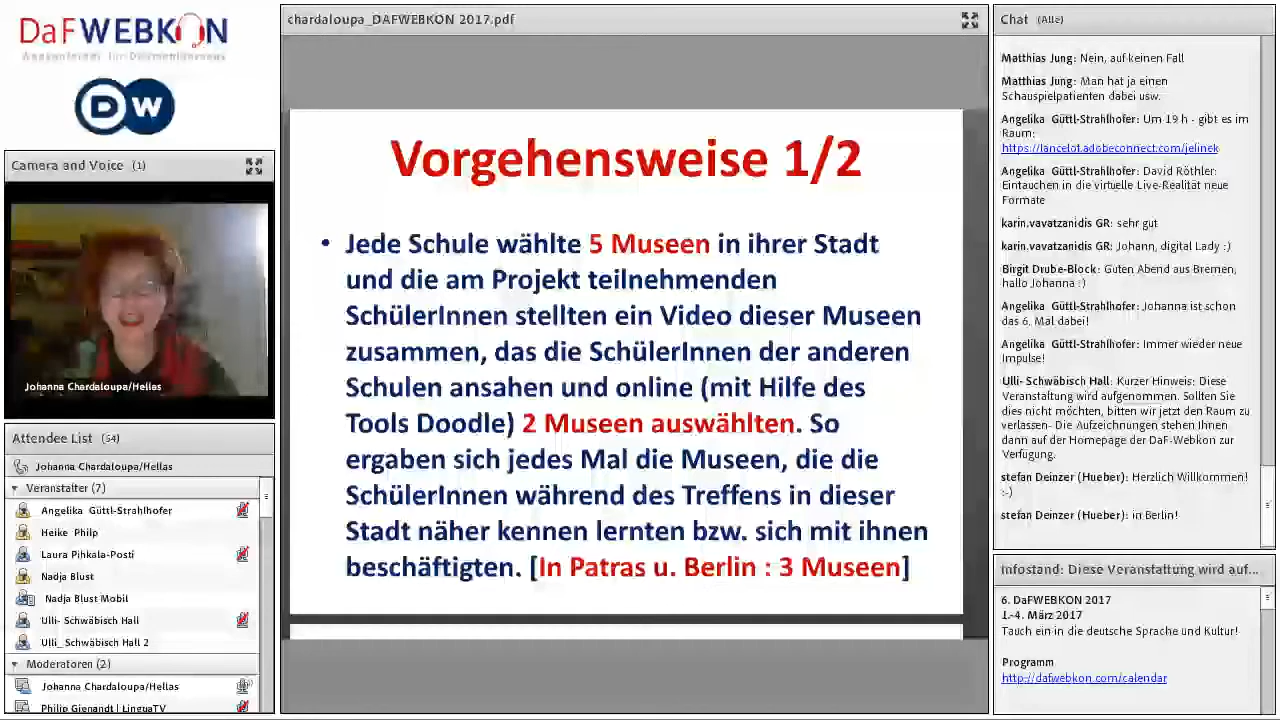 DaFWEBKON
DW
Camera and Voice (1)
Johanna Chardaloupa/Hellas
Attendee List (54)
Johanna Chardaloupa/Hellas
Veranstalter (7)
Angelika Güttl-Strahlhofer
Heike Philp
Laura Pihkala-Posti
Nadja Blust
Nadja Blust Mobil
Ulli- Schwäbisch Hall
Ulli_Schwäbisch Hall 2
Moderatoren (2)
Johanna Chardaloupa/Hellas
Philip Gienandt | LinguaTV
chardaloupa_DAFWEBKON 2017.pdf
Vorgehensweise 1/2
• Jede Schule wählte 5 Museen in ihrer Stadt
und die am Projekt teilnehmenden
SchülerInnen stellten ein Video dieser Museen
zusammen, das die SchülerInnen der anderen
Schulen ansahen und online (mit Hilfe des
Tools Doodle) 2 Museen auswählten. So
ergaben sich jedes Mal die Museen, die die
SchülerInnen während des Treffens in dieser
Stadt näher kennen lernten bzw. sich mit ihnen
beschäftigten. [In Patras u. Berlin : 3 Museen]
Chat (Alle)
Matthias Jung: Nein, auf keinen Fall
Matthias Jung: Man hat ja einen
Schauspielpatienten dabei usw.
Angelika Güttl-Strahlhofer: Um 19 h - gibt es im
Raum:
https://lancelot.adobeconnect.com/jelinek
Angelika Güttl-Strahlhofer: David Röthler:
Eintauchen in die virtuelle Live-Realität neue
Formate
karin.vavatzanidis GR: sehr gut
karin.vavatzanidis GR: Johann, digital Lady :)
Birgit Drube-Block: Guten Abend aus Bremen,
hallo Johanna :)
Angelika Güttl-Strahlhofer: Johanna ist schon
das 6. Mal dabei!
Angelika Güttl-Strahlhofer: Immer wieder neue
Impulse!
Ulli- Schwäbisch Hall: Kurzer Hinweis: Diese
Veranstaltung wird aufgenommen. Sollten Sie
dies nicht möchten, bitten wir jetzt den Raum zu
verlassen- Die Aufzeichnungen stehen Ihnen
dann auf der Homepage der DaF-Webkon zur
Verfügung.
stefan Deinzer (Hueber): Herzlich Willkommen!
:-)
stefan Deinzer (Hueber): in Berlin!
Infostand: Diese Veranstaltung wird auf...
6. DaFWEBKON 2017
1.-4. März 2017
Tauch ein in die deutsche Sprache und Kultur!
Programm
http://dafwebkon.com/calendar